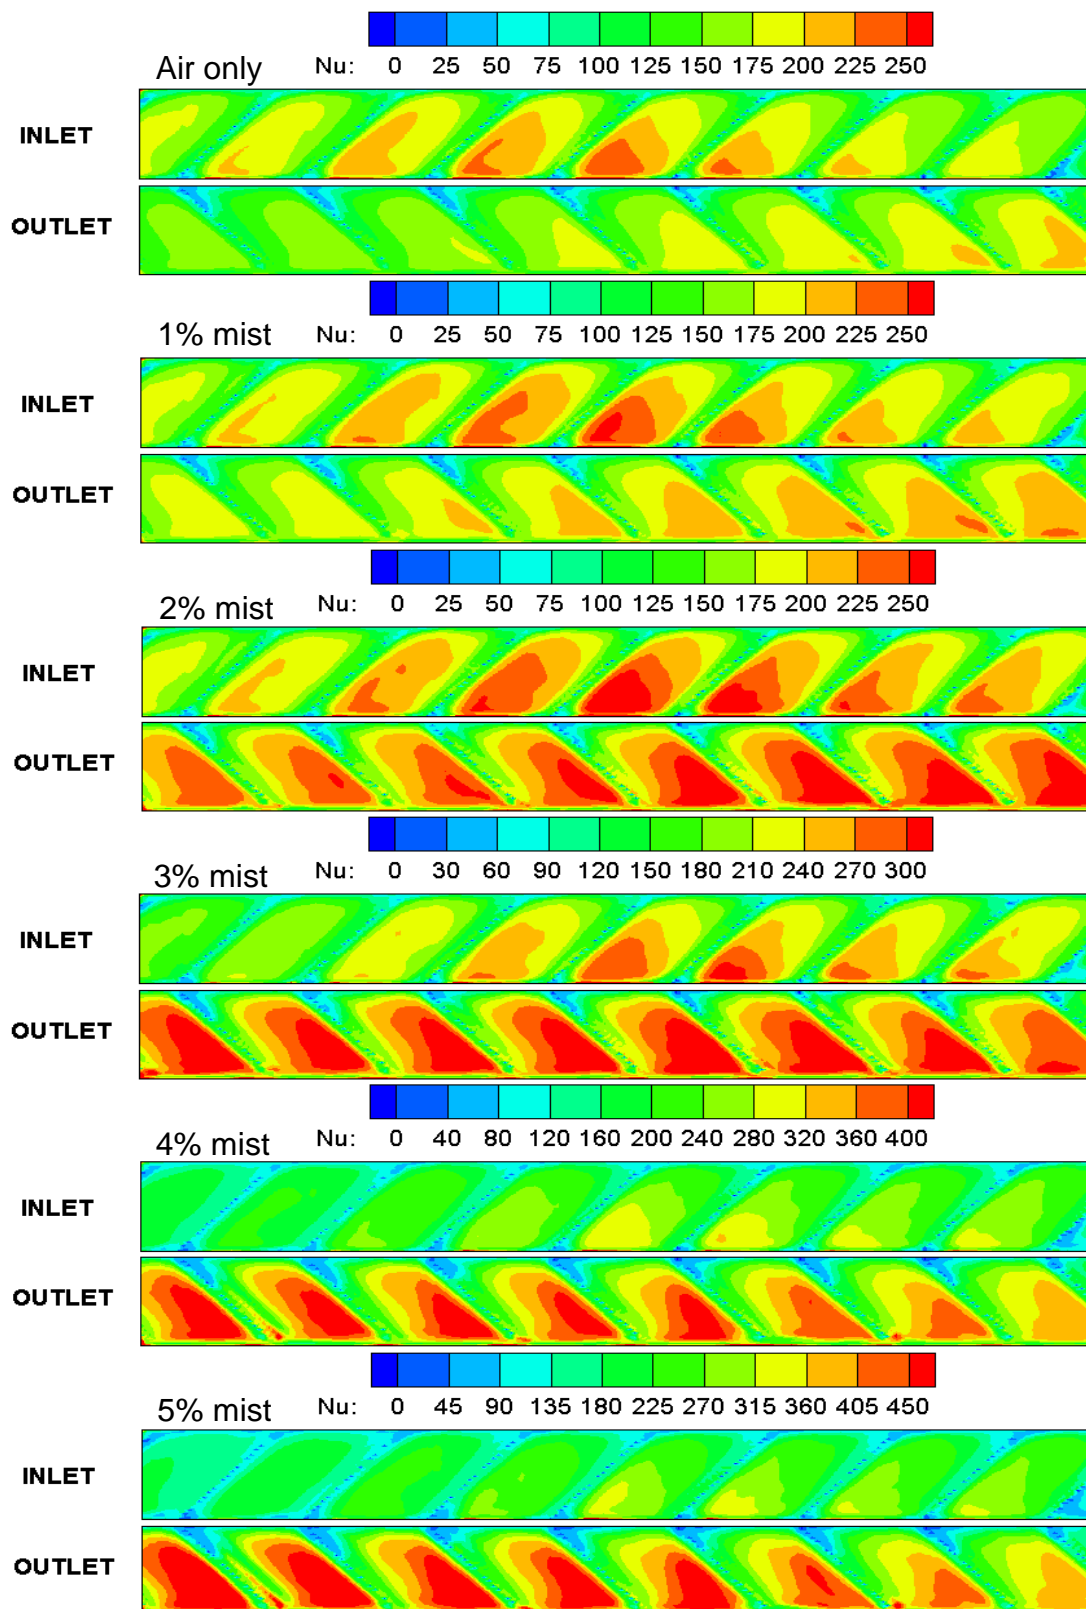 Air only
Nu: 0 25 50 75 100 125 150 175 200 225 250
INLET
OUTLET
1% mist
Nu: 0 25 50 75 100 125 150 175 200 225 250
INLET
OUTLET
2% mist
Nu: 0 25 50 75 100 125 150 175 200 225 250
INLET
OUTLET
3% mist
Nu: 0 30 60 90 120 150 180 210 240 270 300
INLET
OUTLET
4% mist
Nu: 0 40 80 120 160 200 240 280 320 360 400
INLET
OUTLET
5% mist
Nu: 0 45 90 135 180 225 270 315 360 405 450
INLET
OUTLET